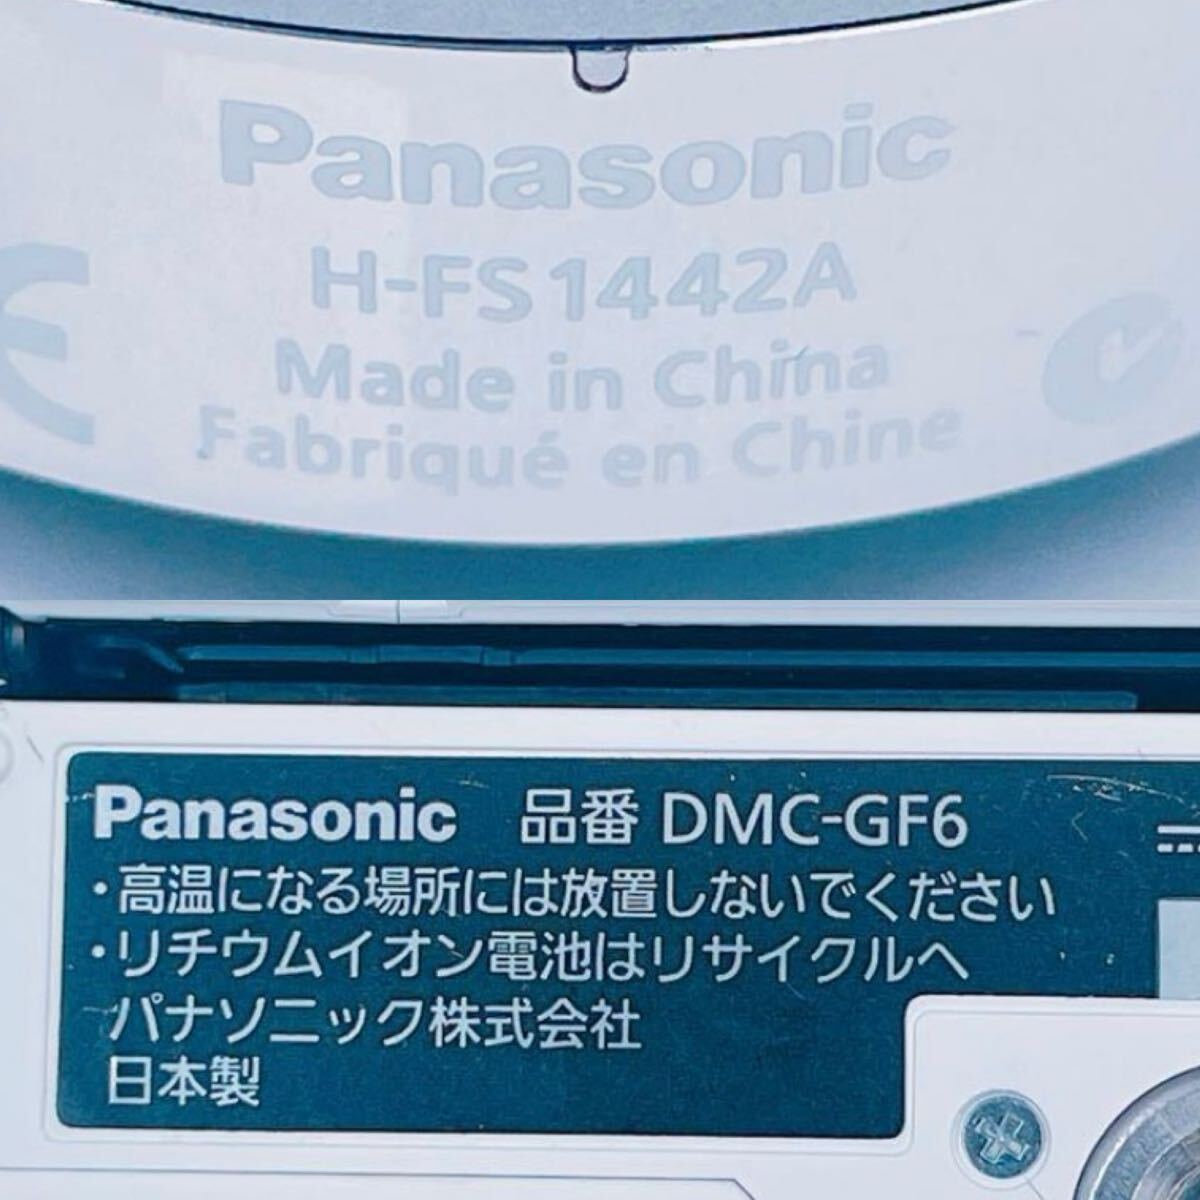 Panasonic
H-FS1442A
Made in China
Fabriqué en Chine
Panasonic 品番 DMC-GF6
・高温になる場所には放置しないでください
・リチウムイオン電池はリサイクルへ
パナソニック株式会社
日本製